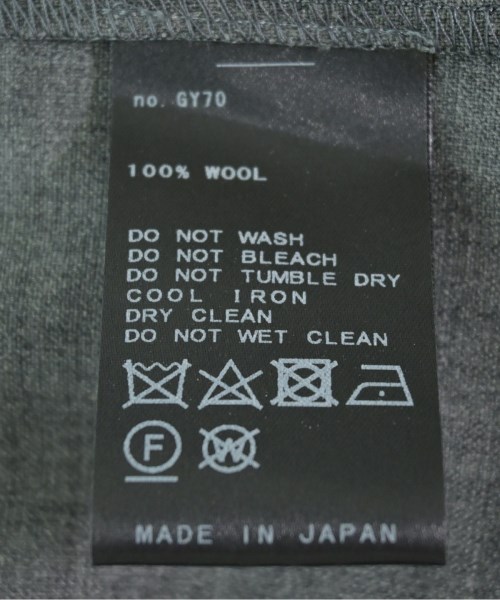 no. GY70
100% WOOL
DO NOT WASH
DO NOT BLEACH
DO NOT TUMBLE DRY
COOL IRON
DRY CLEAN
DO NOT WET CLEAN
F W
MADE IN JAPAN